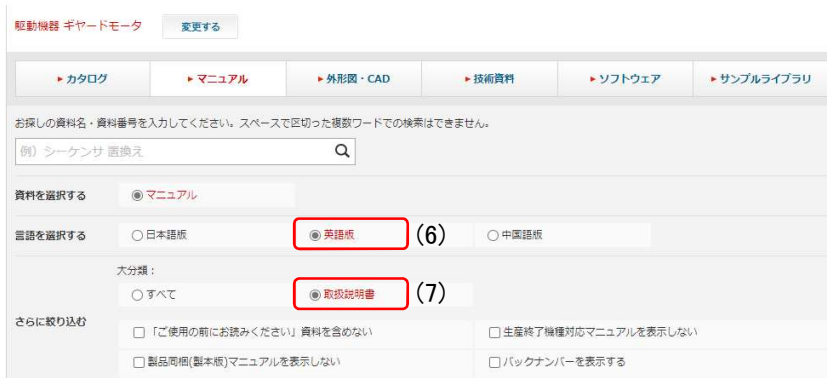 駆動機器 ギヤードモータ 変更する
カタログ マニュアル 外形図・CAD 技術資料 ソフトウェア サンプルライブラリ
お探しの資料名・資料番号を入力してください。スペースで区切った複数ワードでの検索はできません。
例）シーケンサ 置換え
資料を選択する マニュアル
言語を選択する 日本語版 英語版 (6) 中国語版
大分類：
すべて 取扱説明書 (7)
さらに絞り込む
「ご使用の前にお読みください」資料を含めない 生産終了機種対応マニュアルを表示しない
製品同梱(製本版)マニュアルを表示しない バックナンバーを表示する